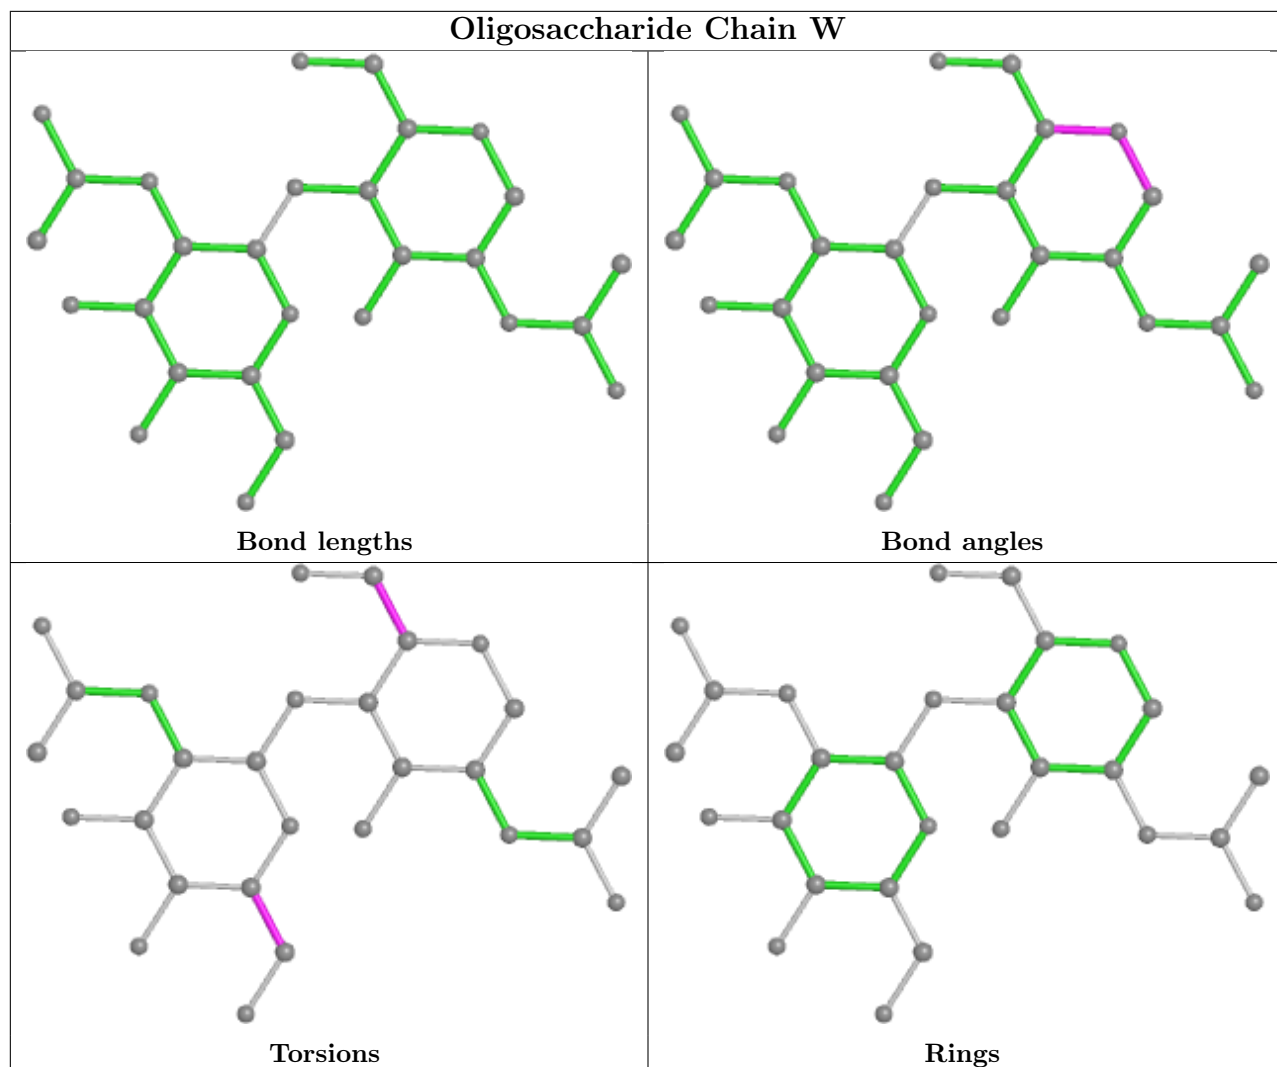 Oligosaccharide Chain W
Bond lengths
Bond angles
Torsions
Rings